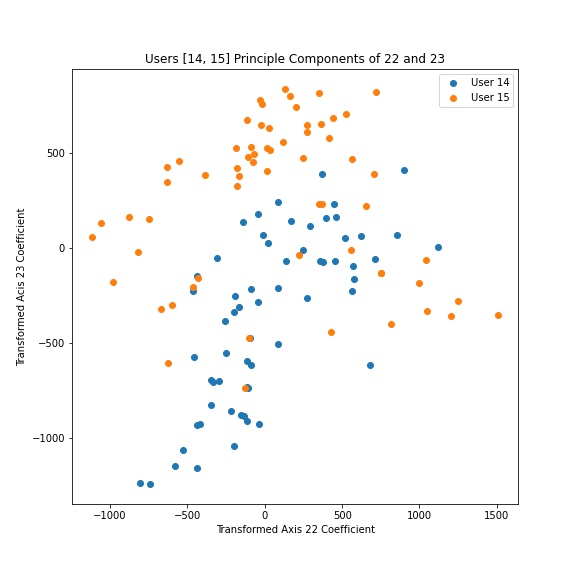 Users [14, 15] Principle Components of 22 and 23
User 14
User 15
Transformed Acis 23 Coefficient
500
0
−500
−1000
−1000 −500 0 500 1000 1500
Transformed Axis 22 Coefficient